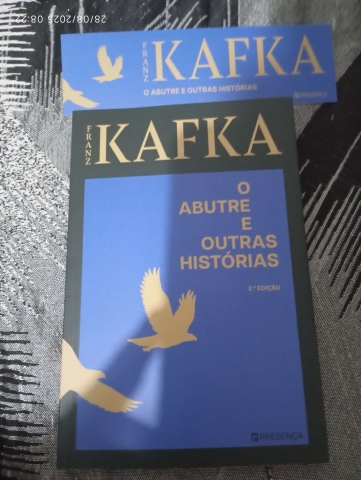 28/08/2025 08:22
FRANZ
KAFKA
O ABUTRE E OUTRAS HISTÓRIAS
PRESENÇA
FRANZ
KAFKA
O
ABUTRE
E
OUTRAS
HISTÓRIAS
2.ª EDIÇÃO
PRESENÇA